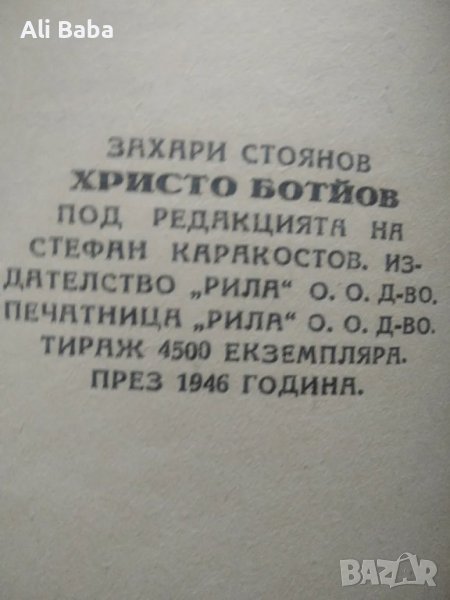 Ali Baba
ЗАХАРИ СТОЯНОВ
ХРИСТО БОТЙОВ
ПОД РЕДАКЦИЯТА НА
СТЕФАН КАРАКОСТОВ. ИЗ-
ДАТЕЛСТВО „РИЛА“ О. О. Д-ВО.
ПЕЧАТНИЦА „РИЛА“ О. О. Д-ВО.
ТИРАЖ 4500 ЕКЗЕМПЛЯРА.
ПРЕЗ 1946 ГОДИНА.
BAZAR